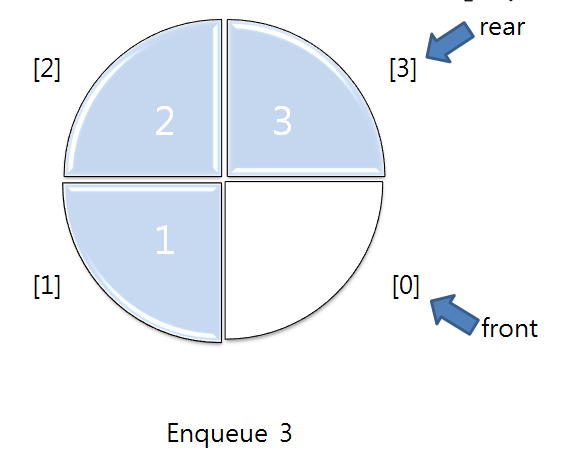 rear
[2]
[3]
2
3
1
[1]
[0]
front
Enqueue 3